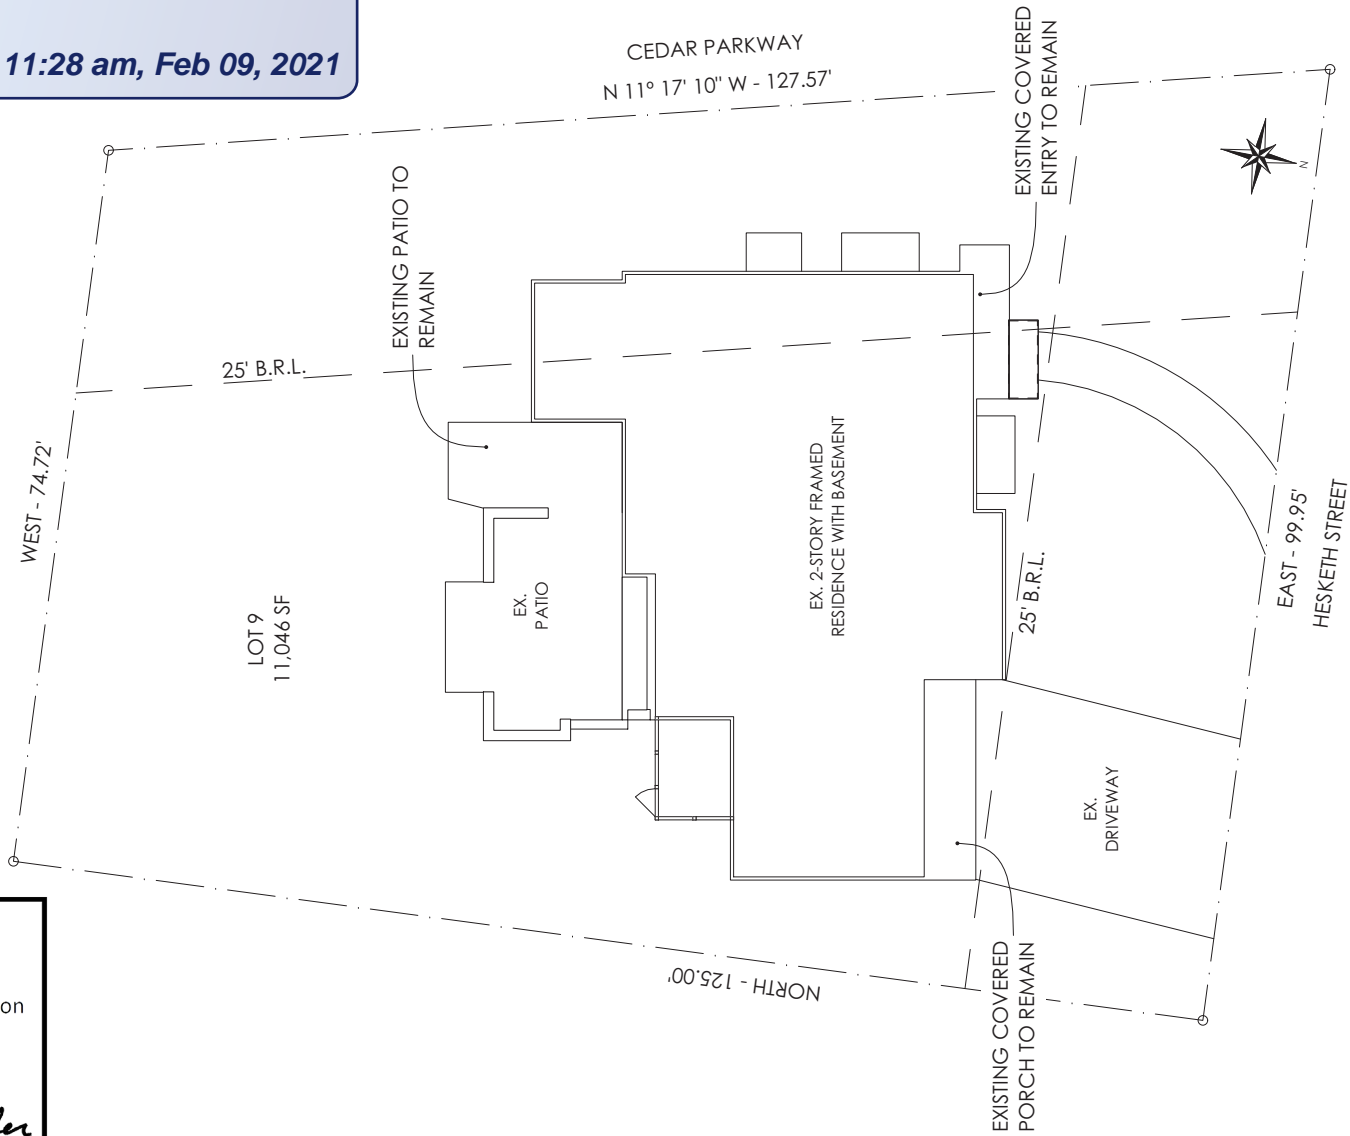 11:28 am, Feb 09, 2021
CEDAR PARKWAY
N 11° 17' 10" W - 127.57'
EXISTING COVERED
ENTRY TO REMAIN
N
EXISTING PATIO TO
REMAIN
25' B.R.L.
WEST - 74.72'
EX. 2-STORY FRAMED
RESIDENCE WITH BASEMENT
EX.
PATIO
LOT 9
11,046 SF
25' B.R.L.
EAST - 99.95'
HESKETH STREET
EX.
DRIVEWAY
NORTH - 125.00'
EXISTING COVERED
PORCH TO REMAIN
on